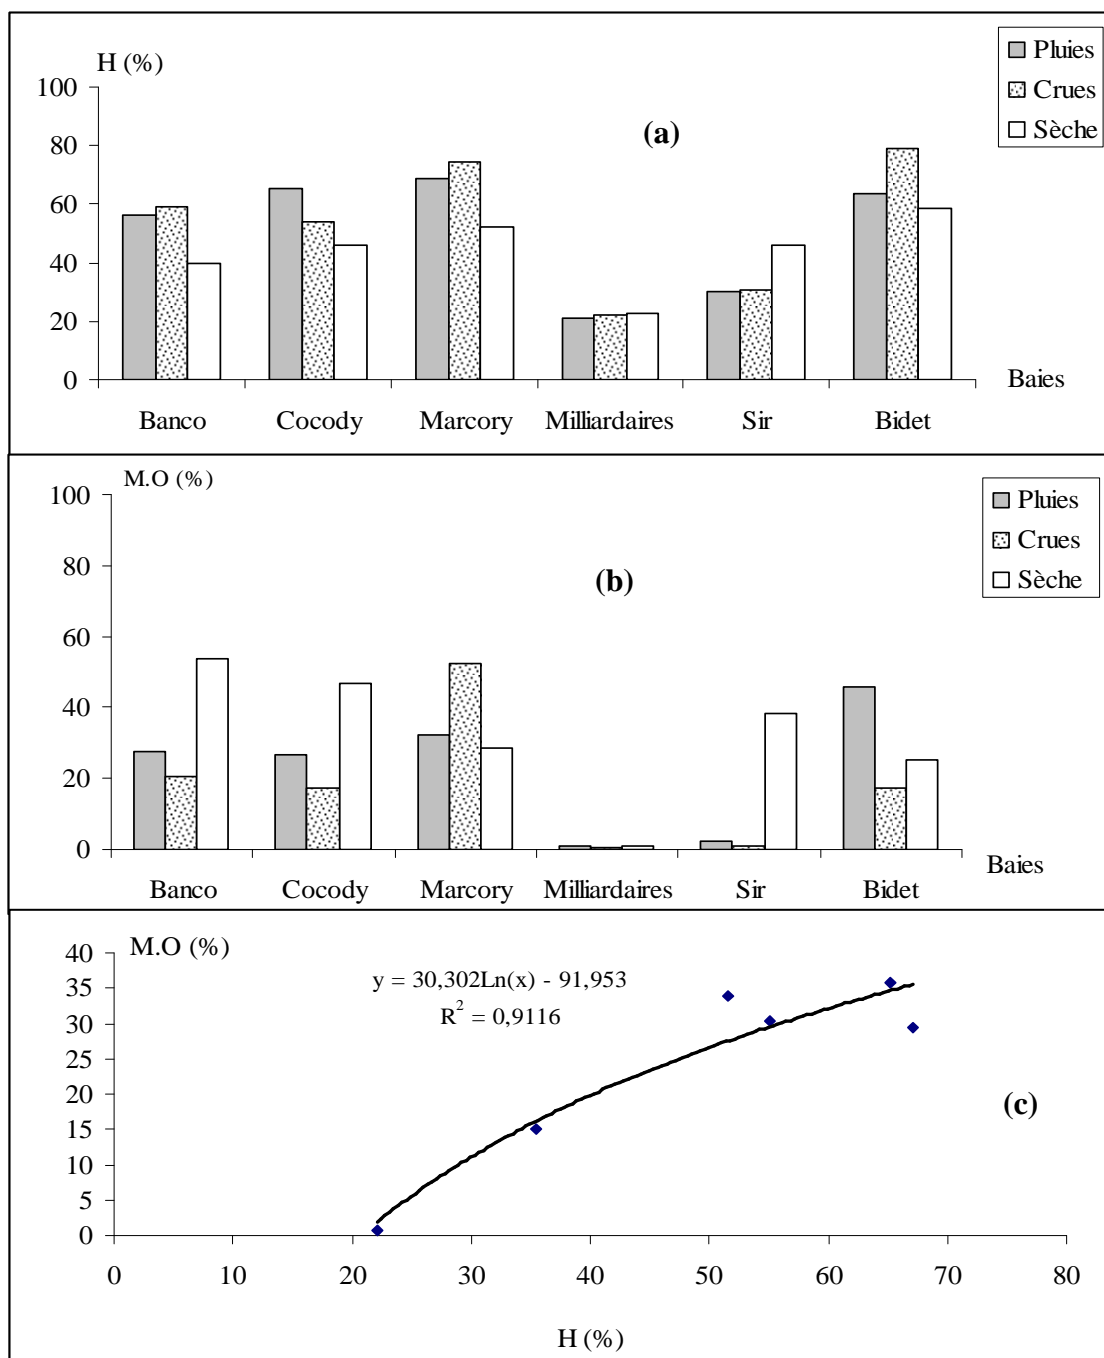 H (%)
Pluies
Crues
Sèche
(a)
100
80
60
40
20
0
Baies
Banco Cocody Marcory Milliardaires Sir Bidet
M.O (%)
Pluies
Crues
Sèche
(b)
100
80
60
40
20
0
Baies
Banco Cocody Marcory Milliardaires Sir Bidet
M.O (%)
y = 30,302Ln(x) - 91,953
R² = 0,9116
(c)
40
35
30
25
20
15
10
5
0
0 10 20 30 40 50 60 70 80
H (%)